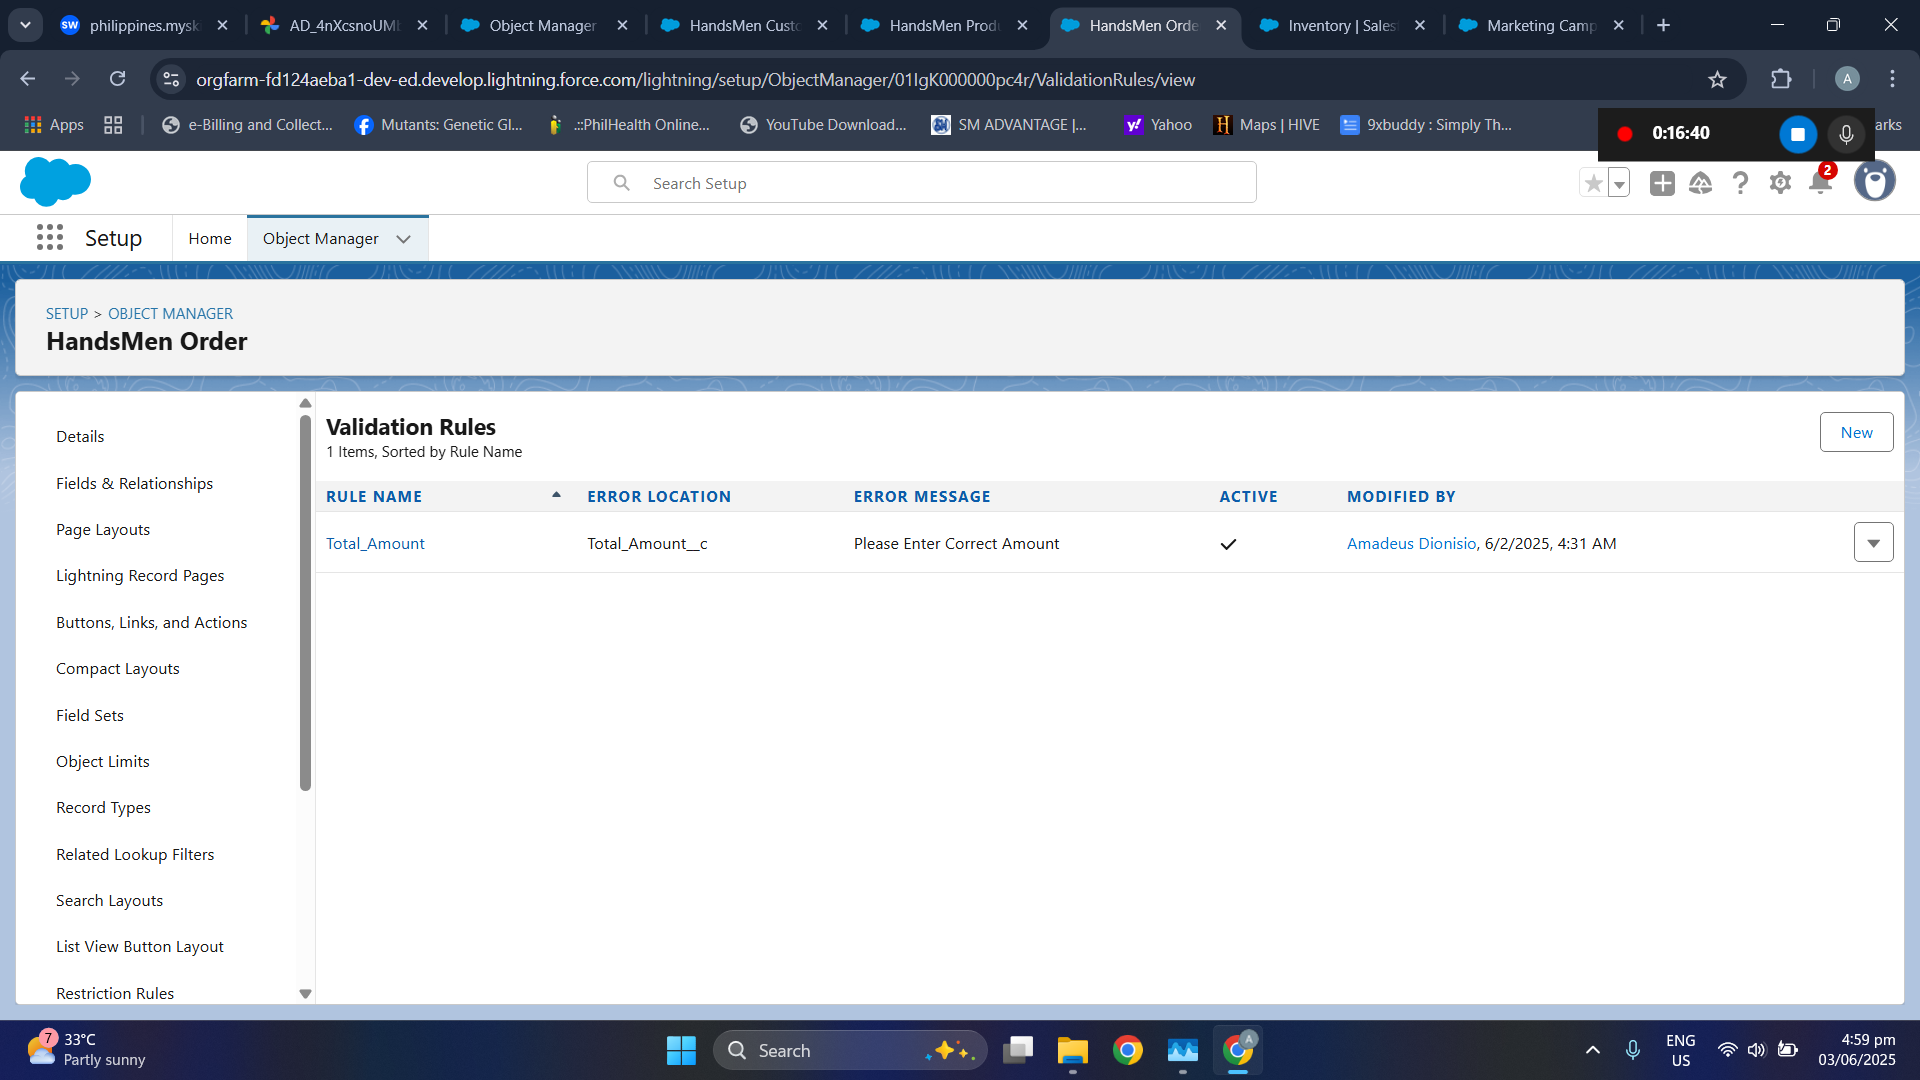 philippines.mysk
AD_4nXcsnoUM
Object Manager
HandsMen Custo
HandsMen Produ
HandsMen Orde
Inventory | Sales
Marketing Camp
orgfarm-fd124aeba1-dev-ed.develop.lightning.force.com/lightning/setup/ObjectManager/01IgK000000pc4r/ValidationRules/view
A
Apps
e-Billing and Collect...
Mutants: Genetic Gl...
.::PhilHealth Online...
YouTube Download...
SM ADVANTAGE |...
Yahoo
Maps | HIVE
9xbuddy : Simply Th...
arks
0:16:40
Search Setup
2
Setup
Home
Object Manager
SETUP > OBJECT MANAGER
HandsMen Order
Details
Fields & Relationships
Page Layouts
Lightning Record Pages
Buttons, Links, and Actions
Compact Layouts
Field Sets
Object Limits
Record Types
Related Lookup Filters
Search Layouts
List View Button Layout
Restriction Rules
Validation Rules
1 Items, Sorted by Rule Name
New
RULE NAME ERROR LOCATION ERROR MESSAGE ACTIVE MODIFIED BY
Total_Amount Total_Amount__c Please Enter Correct Amount Amadeus Dionisio, 6/2/2025, 4:31 AM
7
33°C
Partly sunny
Search
A
ENG
US
4:59 pm
03/06/2025